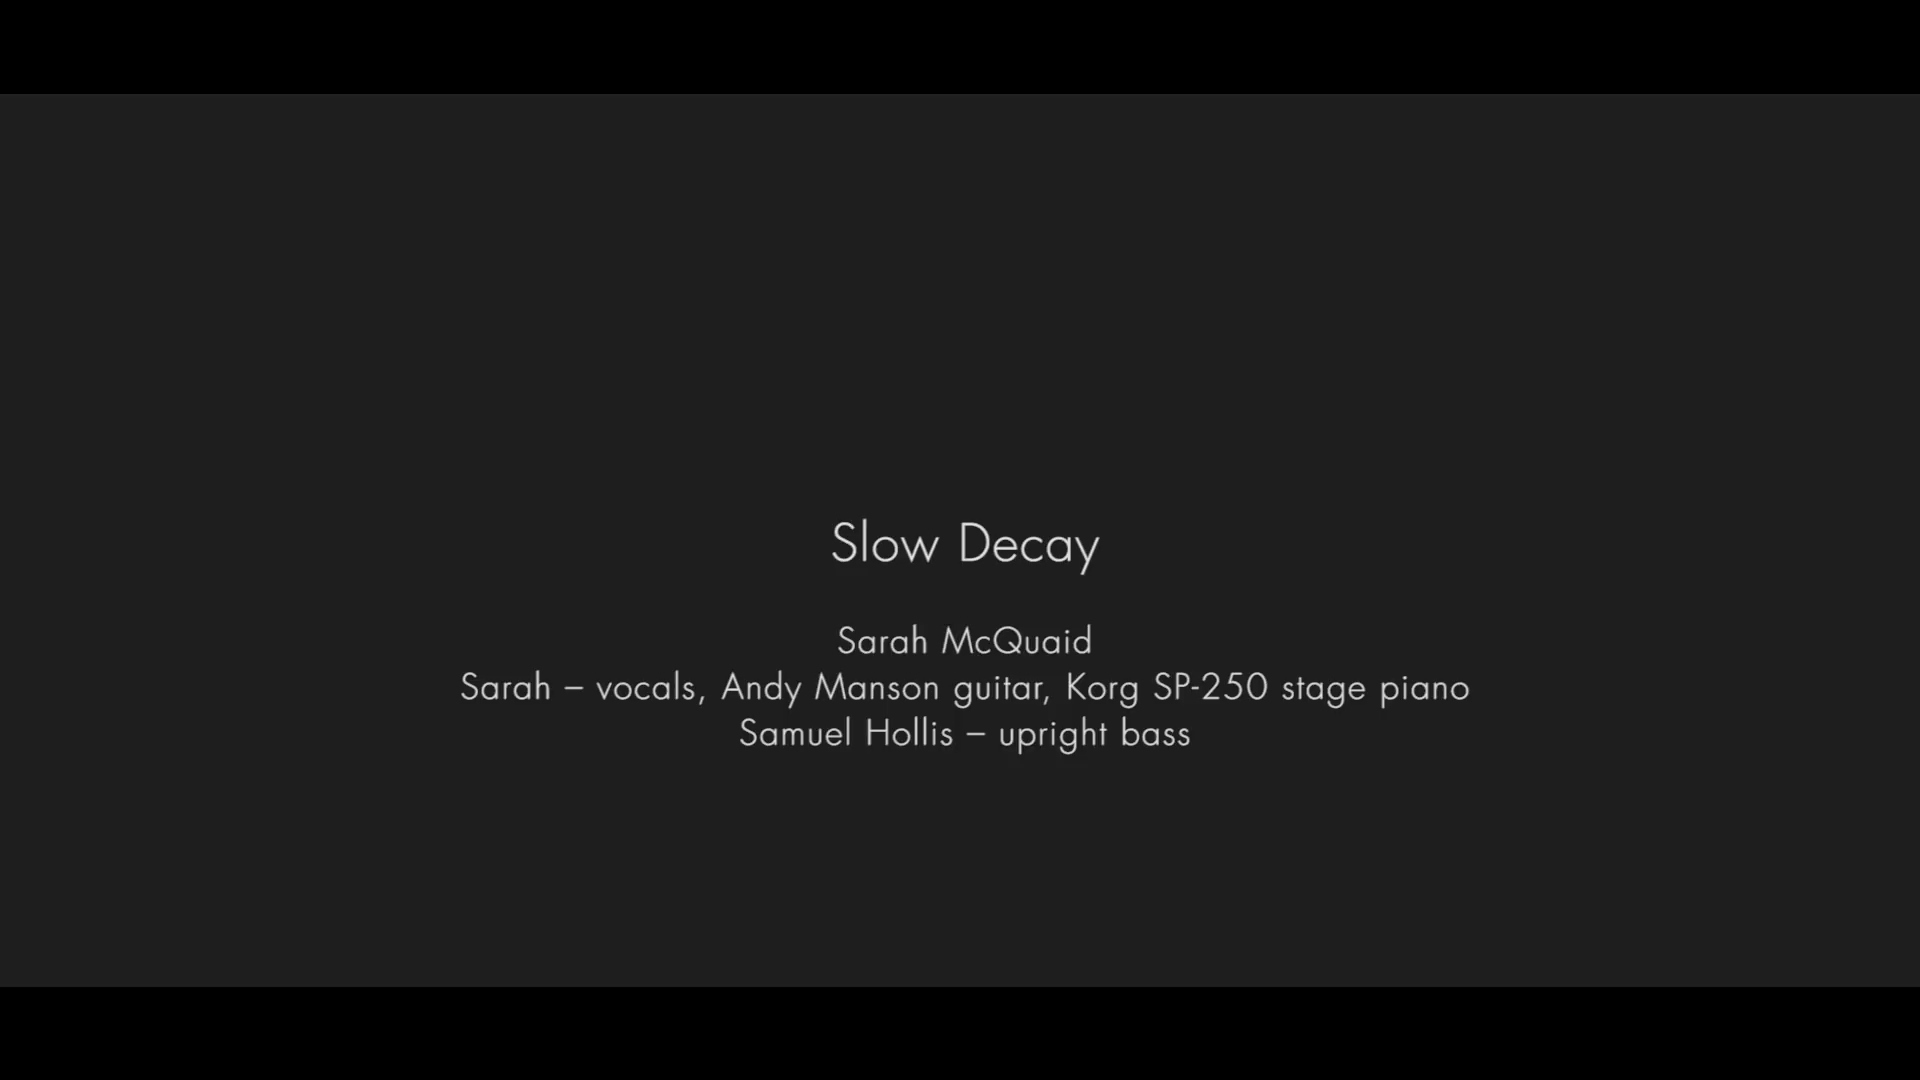 Slow Decay
Sarah McQuaid
Sarah – vocals, Andy Manson guitar, Korg SP-250 stage piano
Samuel Hollis – upright bass